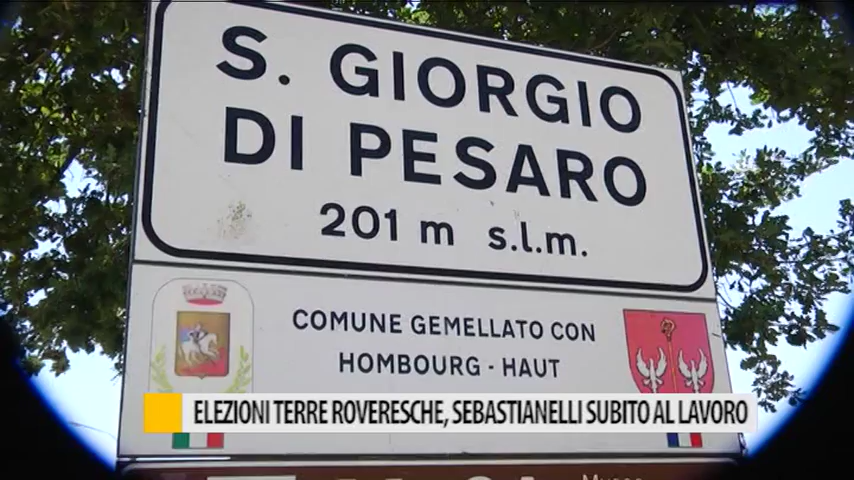 S. GIORGIO
DI PESARO
201 m s.l.m.
COMUNE GEMELLATO CON
HOMBOURG - HAUT
ELEZIONI TERRE ROVERESCHE, SEBASTIANELLI SUBITO AL LAVORO